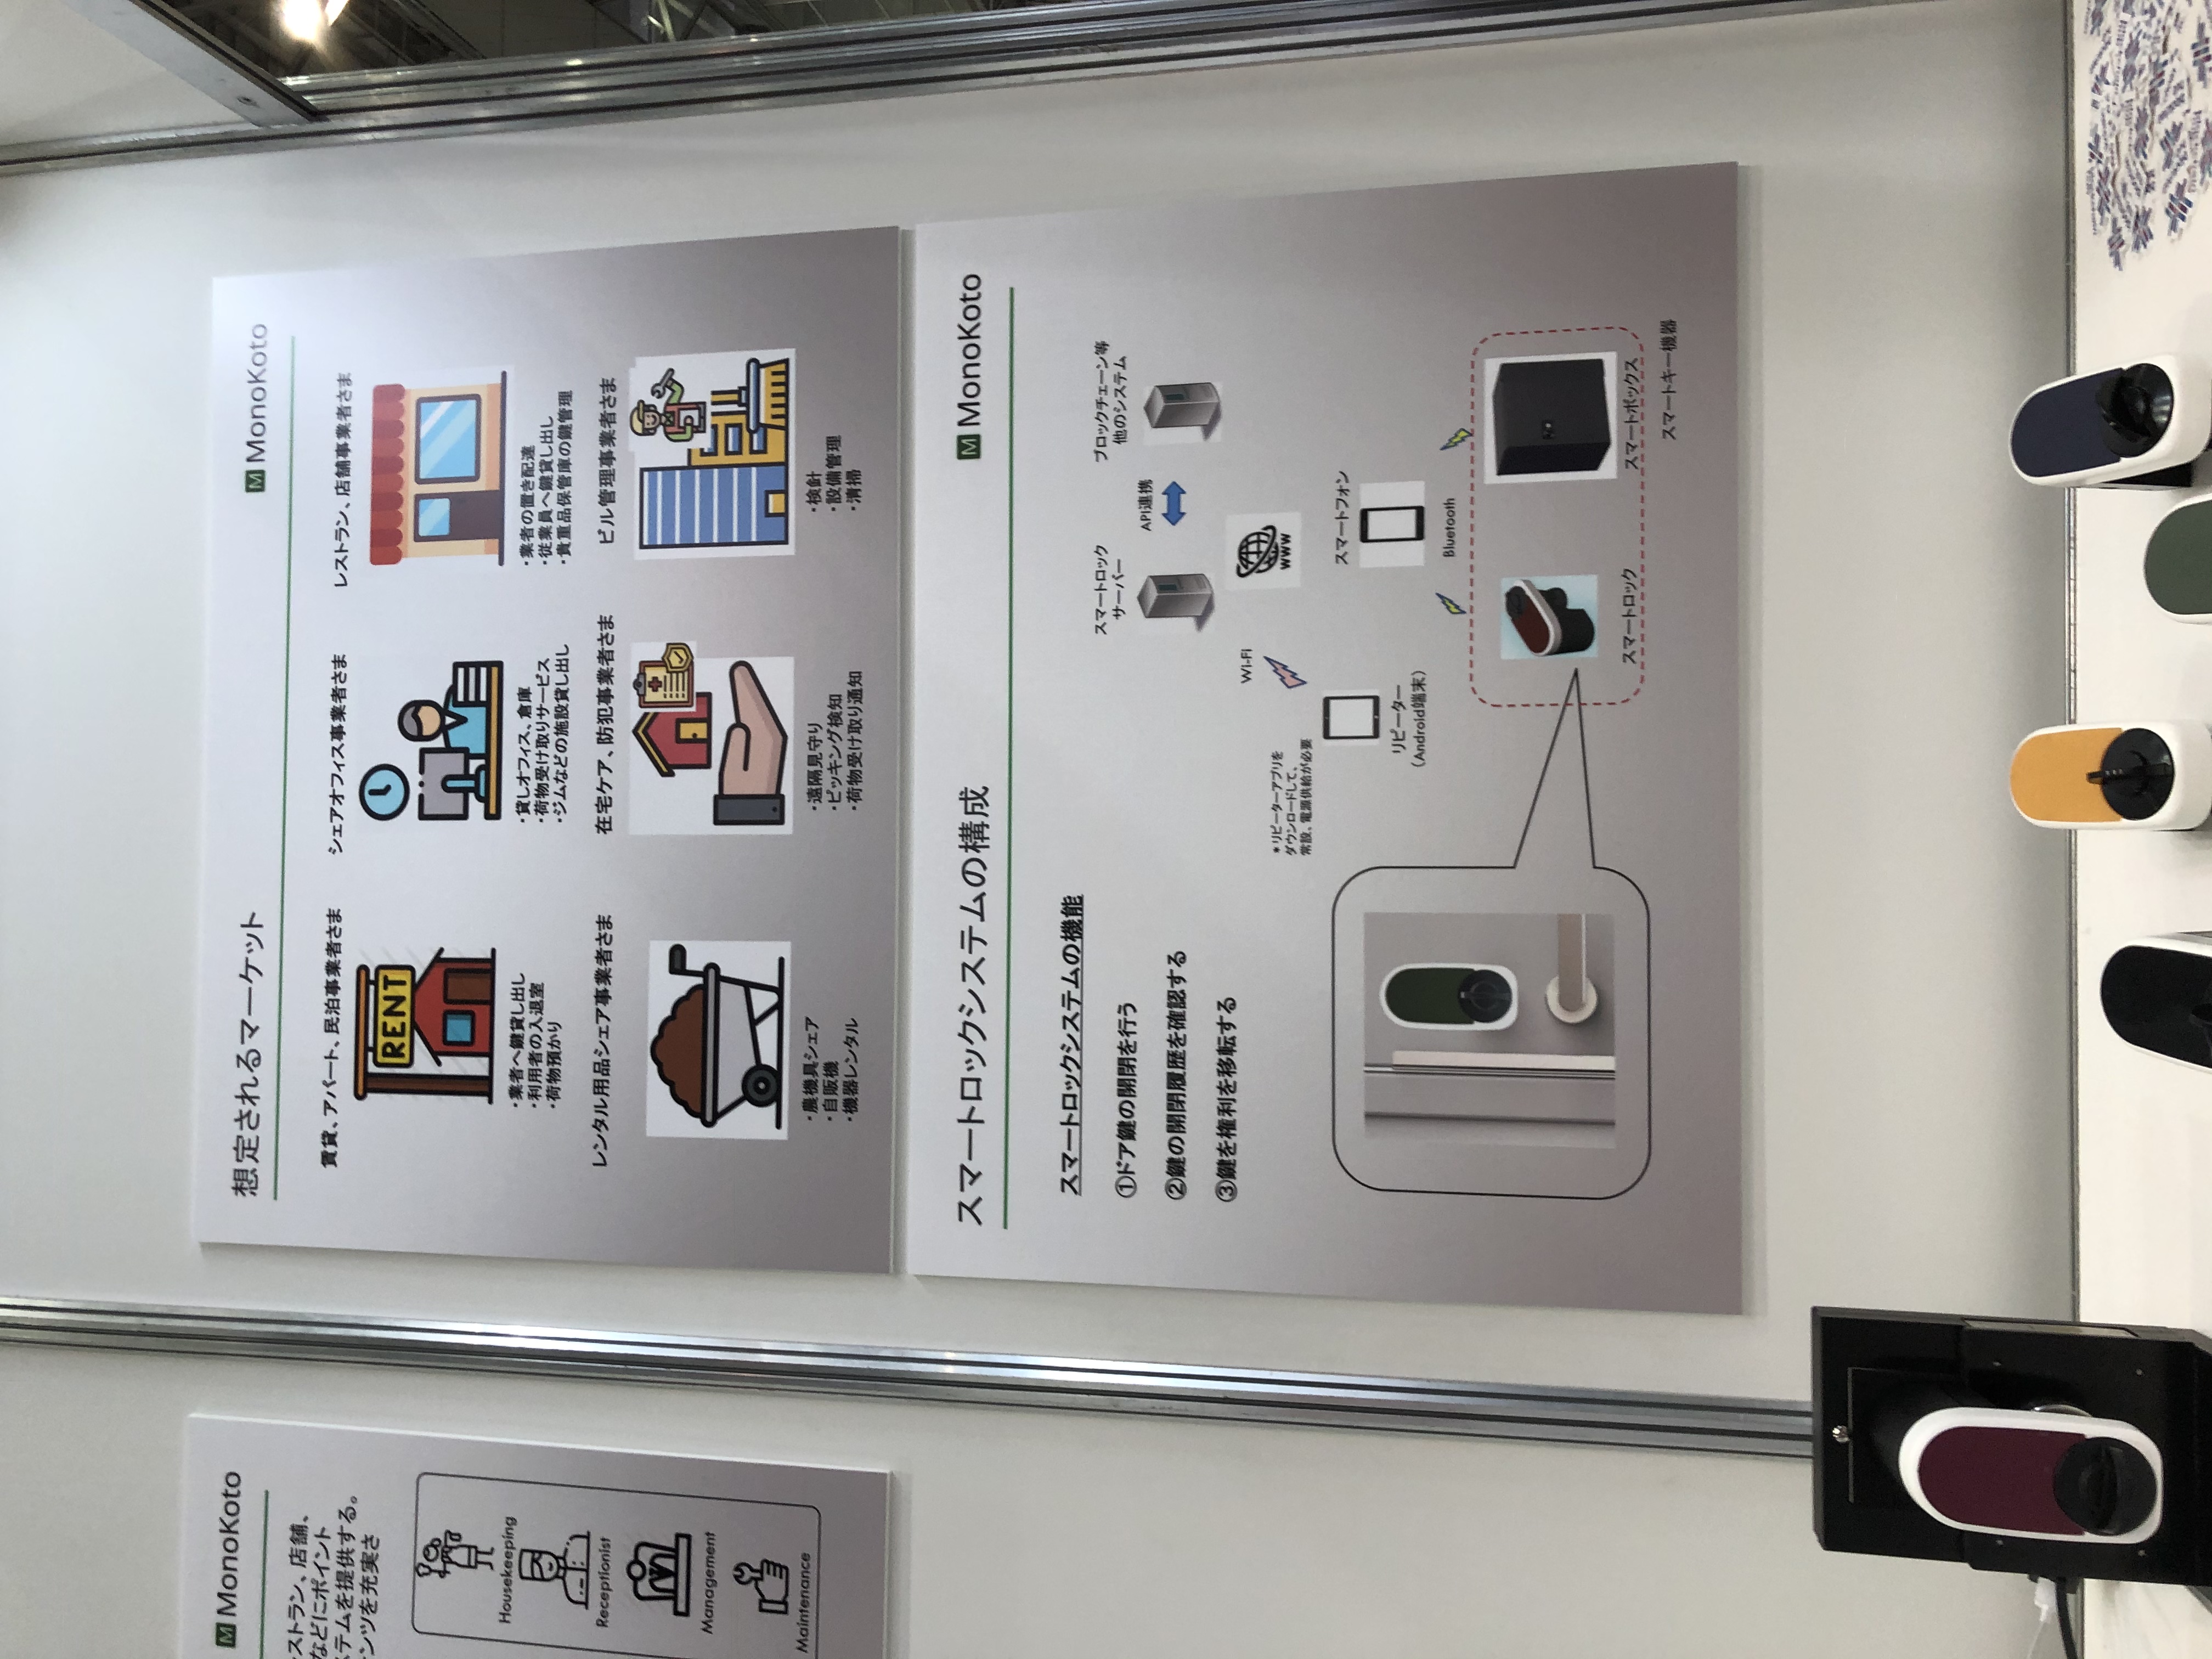 MonoKoto
ストラン、店舗、
などにポイント
ステムを提供する。
ンツを充実さ
Housekeeping
Receptionist
Management
Maintenance
想定されるマーケット
MonoKoto
賃貸、アパート、民泊事業者さま
RENT
・業者へ鍵貸し出し
・利用者の入退室
・荷物預かり
シェアオフィス事業者さま
・貸しオフィス、倉庫
・荷物受け取りサービス
・ジムなどの施設貸し出し
レストラン、店舗事業者さま
・業者の置き配達
・従業員へ鍵貸し出し
・貴重品保管庫の鍵管理
レンタル用品シェア事業者さま
・農機具シェア
・自販機
・機器レンタル
在宅ケア、防犯事業者さま
・遠隔見守り
・ピッキング検知
・荷物受け取り通知
ビル管理事業者さま
・検針
・設備管理
・清掃
スマートロックシステムの構成
MonoKoto
スマートロックシステムの機能
①ドア鍵の開閉を行う
②鍵の開閉履歴を確認する
③鍵を権利を移転する
スマートロック
サーバー
API連携
ブロックチェーン等
他のシステム
Wi-Fi
WWW
＊リピーターアプリを
ダウンロードして、
常設、電源供給が必要
リピーター
（Android端末）
スマートフォン
Bluetooth
スマートロック
スマートボックス
スマートキー機器